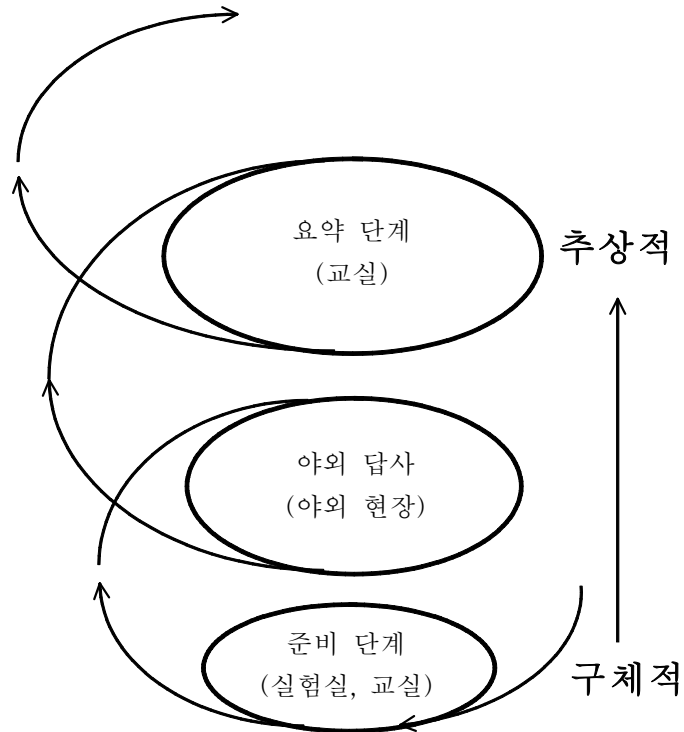 요약 단계
(교실)
추상적
야외 답사
(야외 현장)
준비 단계
(실험실, 교실)
구체적